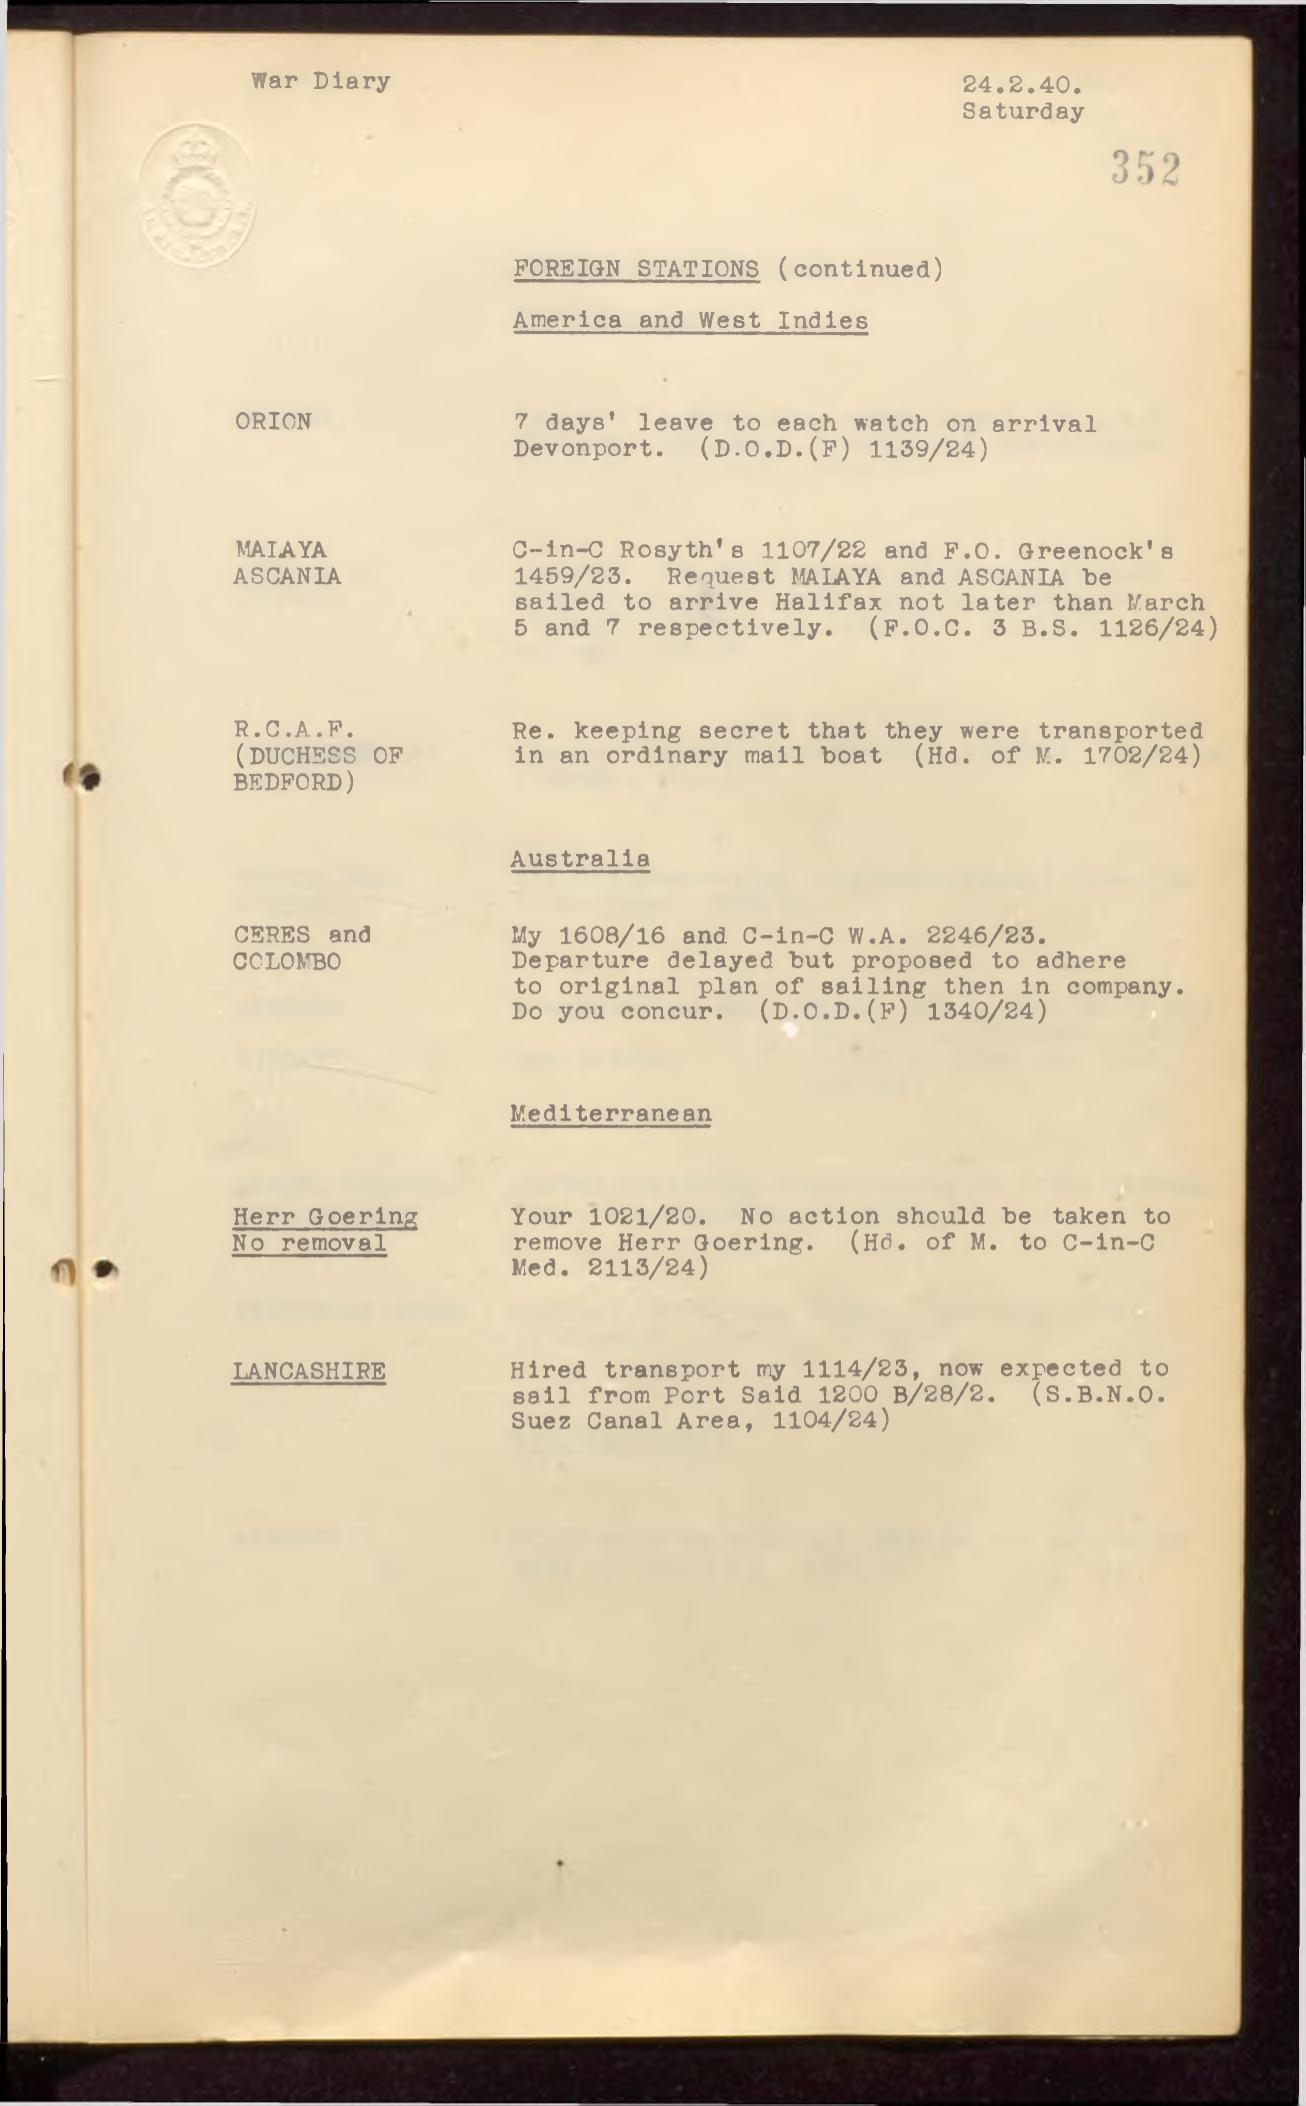 War Diary
24.2.40.
Saturday
352
FOREIGN STATIONS (continued)
America and West Indies
ORION
7 days' leave to each watch on arrival
Devonport. (D.O.D.(F) 1139/24)
MALAYA
ASCANIA
C-in-C Rosyth's 1107/22 and F.O. Greenock's
1459/23. Request MALAYA and ASCANIA be
sailed to arrive Halifax not later than March
5 and 7 respectively. (F.O.C. 3 B.S. 1126/24)
R.C.A.F.
(DUCHESS OF
BEDFORD)
Re. keeping secret that they were transported
in an ordinary mail boat (Hd. of M. 1702/24)
Australia
CERES and
COLOMBO
My 1608/16 and C-in-C W.A. 2246/23.
Departure delayed but proposed to adhere
to original plan of sailing then in company.
Do you concur. (D.O.D.(F) 1340/24)
Mediterranean
Herr Goering
No removal
Your 1021/20. No action should be taken to
remove Herr Goering. (Hd. of M. to C-in-C
Med. 2113/24)
LANCASHIRE
Hired transport my 1114/23, now expected to
sail from Port Said 1200 B/28/2. (S.B.N.O.
Suez Canal Area, 1104/24)